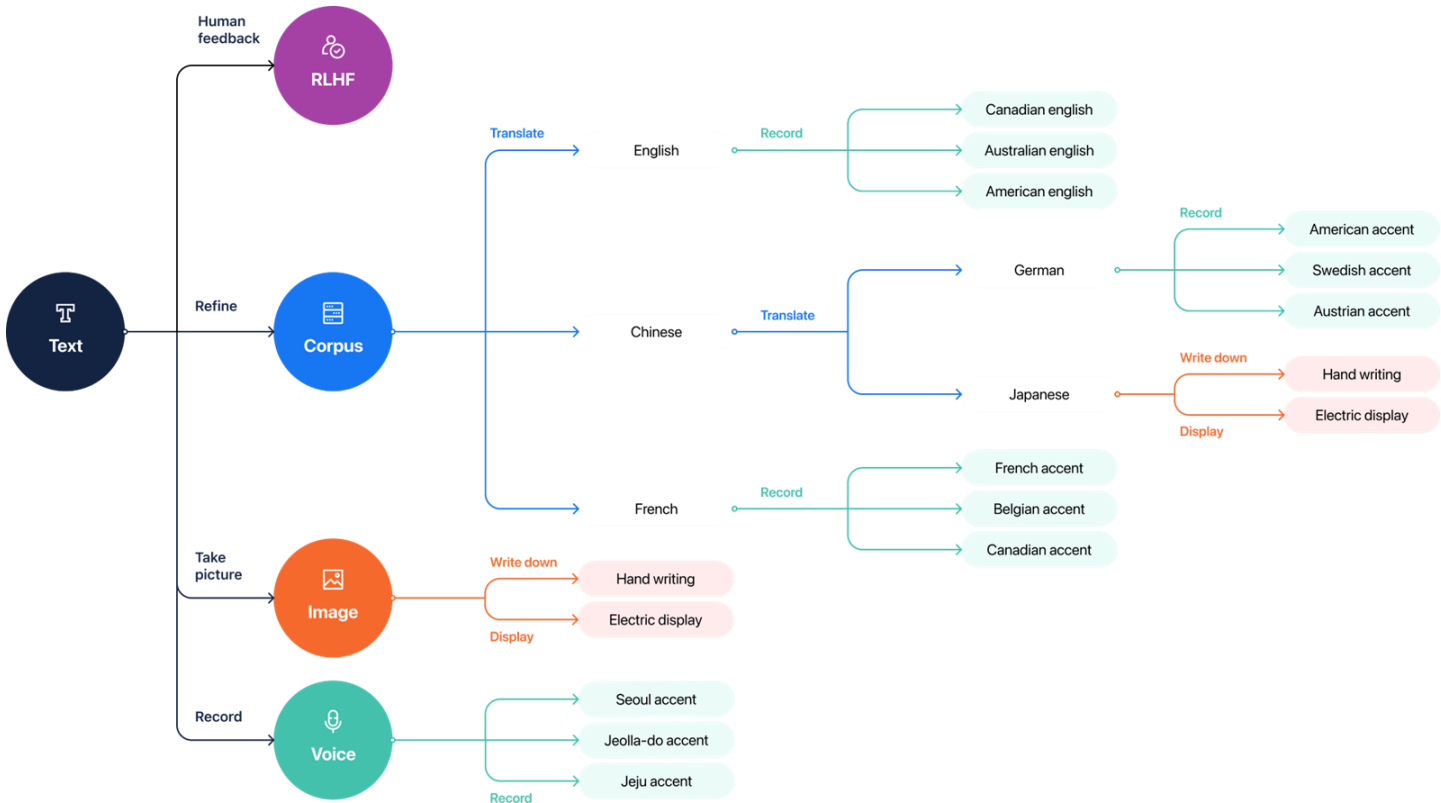 Human
feedback
RLHF
Translate
English
Record
Canadian english
Australian english
American english
Text
Refine
Corpus
Chinese
Translate
German
Record
American accent
Swedish accent
Austrian accent
Japanese
Write down
Hand writing
Electric display
Display
French
Record
French accent
Belgian accent
Canadian accent
Take
picture
Image
Write down
Hand writing
Electric display
Display
Record
Voice
Seoul accent
Jeolla-do accent
Jeju accent
Record